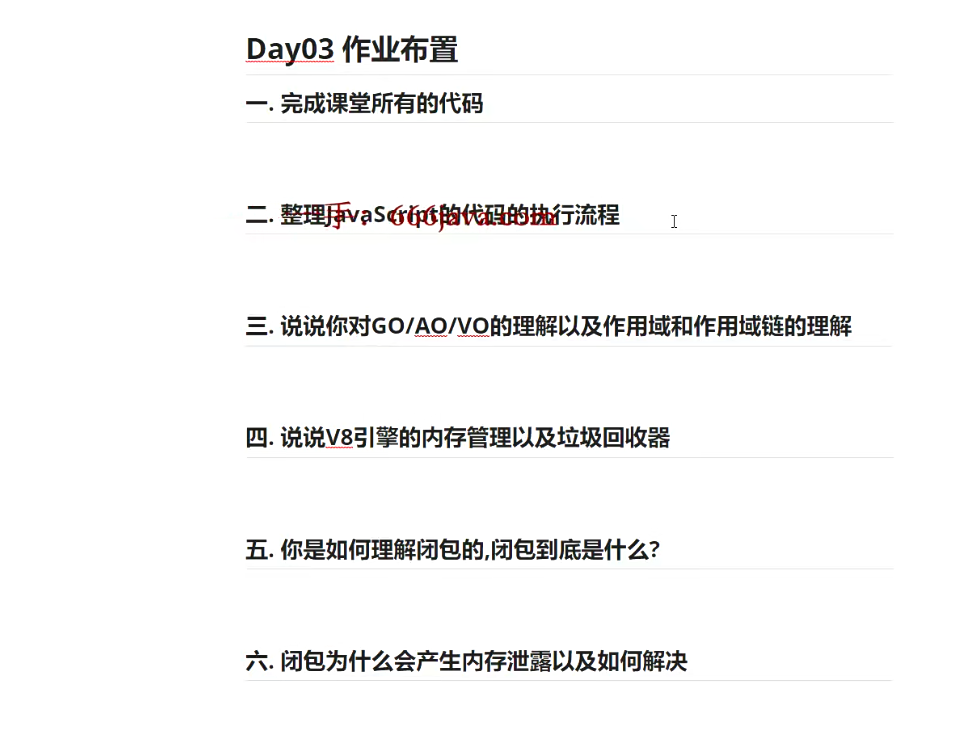 Day03 作业布置
一. 完成课堂所有的代码
二. 整理JavaScript的代码的执行流程
手： 666java.com
三. 说说你对GO/AO/VO的理解以及作用域和作用域链的理解
四. 说说V8引擎的内存管理以及垃圾回收器
五. 你是如何理解闭包的,闭包到底是什么?
六. 闭包为什么会产生内存泄露以及如何解决